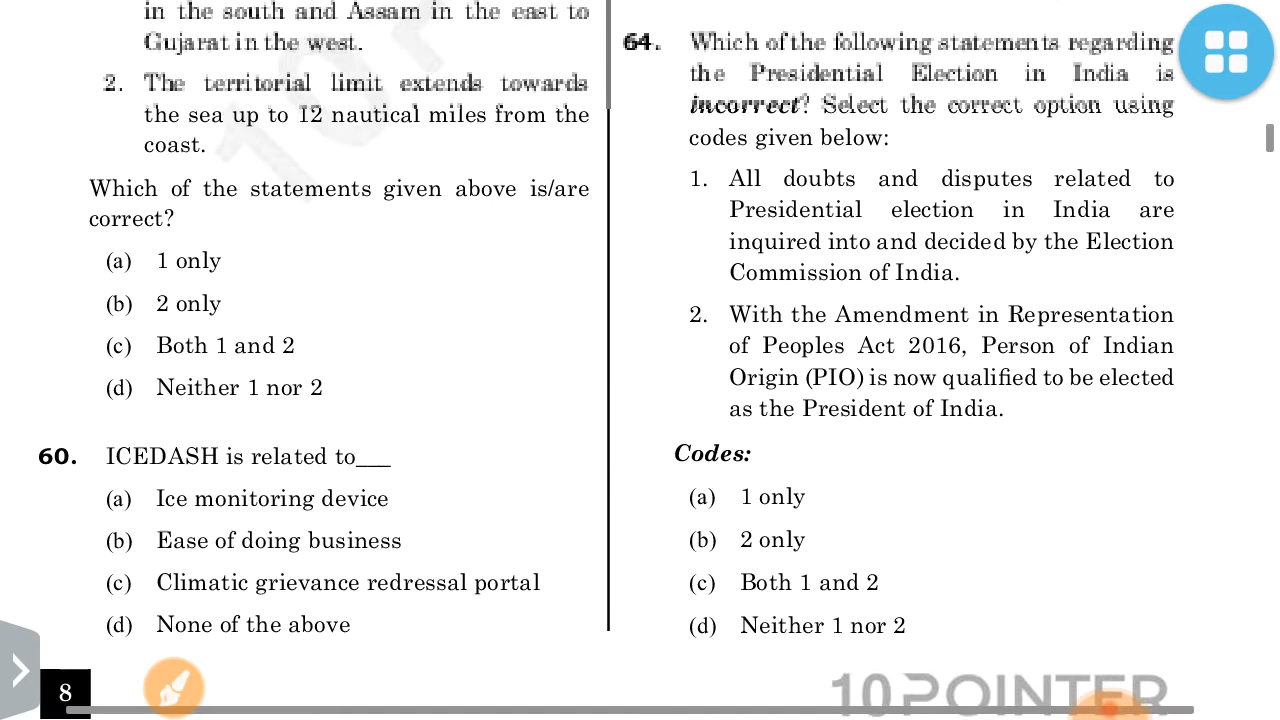 in the south and Assam in the east to
Gujarat in the west.
2. The territorial limit extends towards
the sea up to 12 nautical miles from the
coast.
Which of the statements given above is/are
correct?
(a) 1 only
(b) 2 only
(c) Both 1 and 2
(d) Neither 1 nor 2
60. ICEDASH is related to___
(a) Ice monitoring device
(b) Ease of doing business
(c) Climatic grievance redressal portal
(d) None of the above
8
64. Which of the following statements regarding
the Presidential Election in India is
incorrect? Select the correct option using
codes given below:
1. All doubts and disputes related to
Presidential election in India are
inquired into and decided by the Election
Commission of India.
2. With the Amendment in Representation
of Peoples Act 2016, Person of Indian
Origin (PIO) is now qualified to be elected
as the President of India.
Codes:
(a) 1 only
(b) 2 only
(c) Both 1 and 2
(d) Neither 1 nor 2
10 POINTER